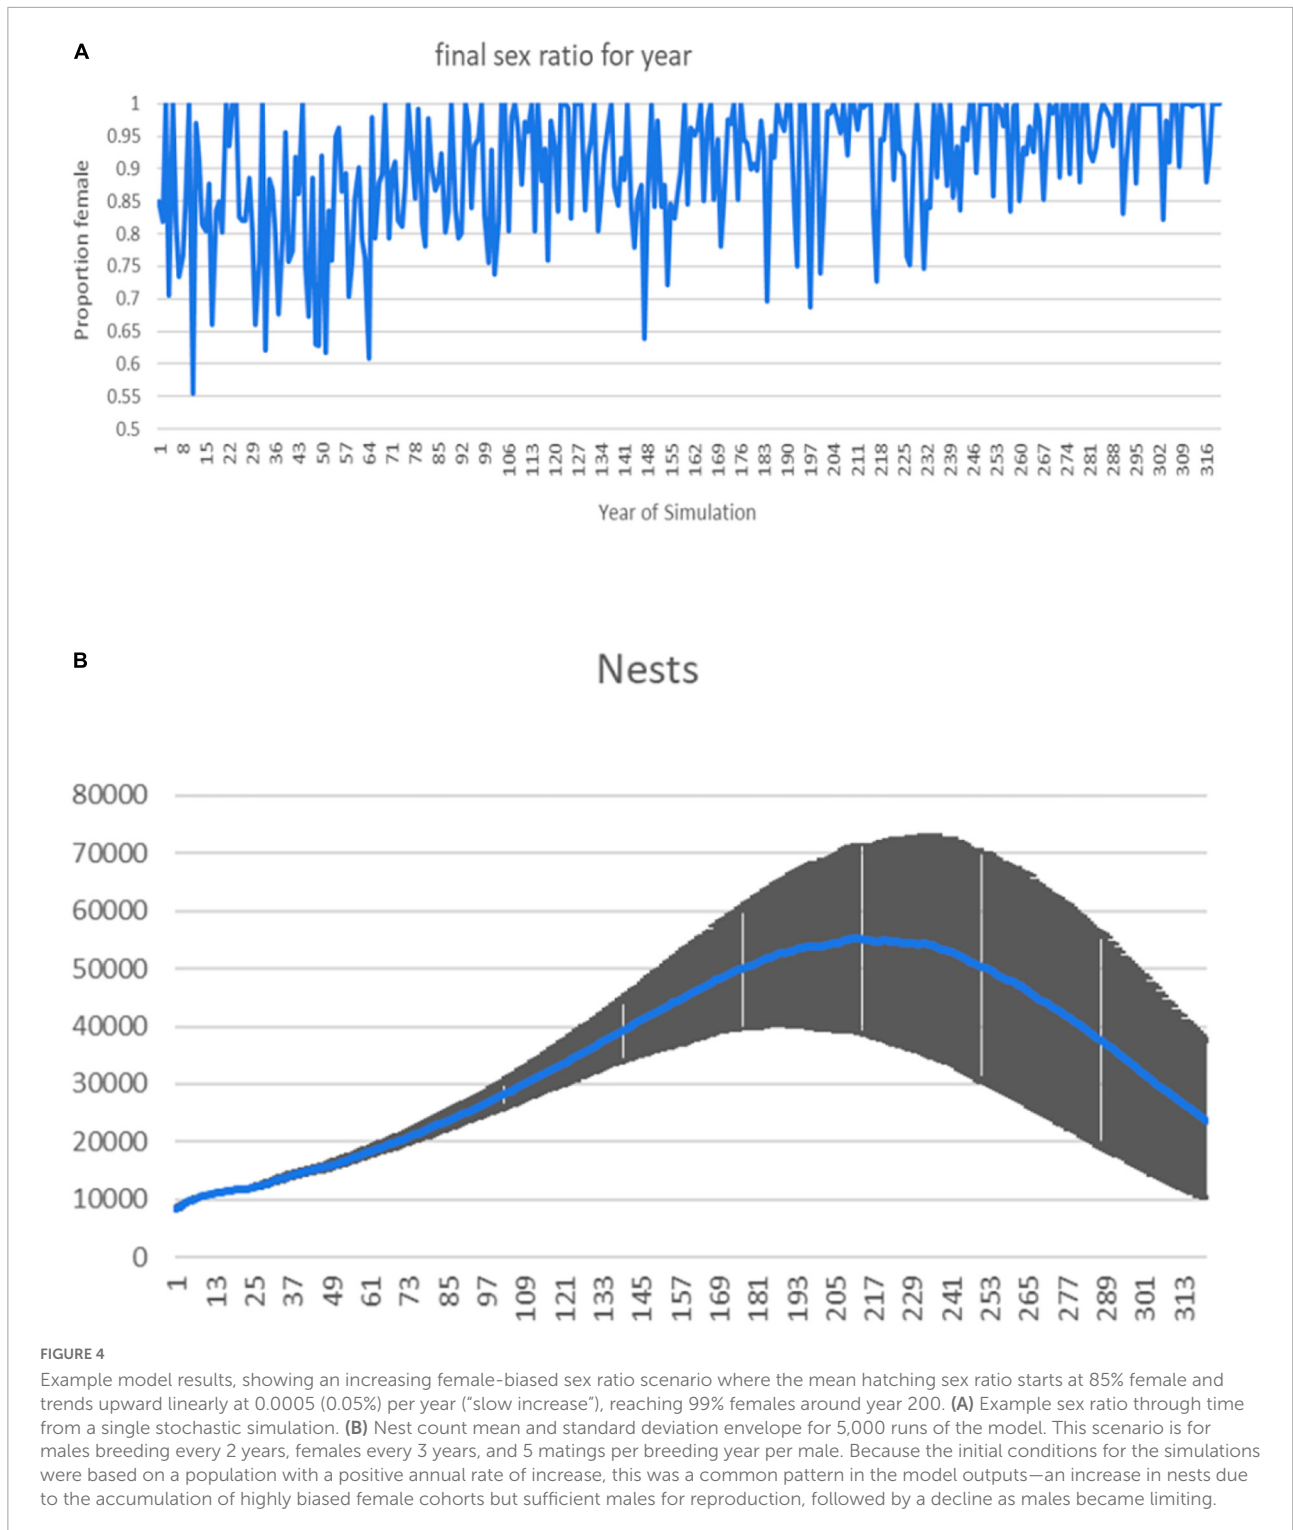 A
final sex ratio for year
1
0.95
0.9
0.85
0.8
0.75
0.7
0.65
0.6
0.55
0.5
Proportion female
1 8 15 22 29 36 43 50 57 64 71 78 85 92 99 106 113 120 127 134 141 148 155 162 169 176 183 190 197 204 211 218 225 232 239 246 253 260 267 274 281 288 295 302 309 316
Year of Simulation
B
Nests
80000
70000
60000
50000
40000
30000
20000
10000
0
1 13 25 37 49 61 73 85 97 109 121 133 145 157 169 181 193 205 217 229 241 253 265 277 289 301 313
FIGURE 4
Example model results, showing an increasing female-biased sex ratio scenario where the mean hatching sex ratio starts at 85% female and
trends upward linearly at 0.0005 (0.05%) per year (“slow increase”), reaching 99% females around year 200. (A) Example sex ratio through time
from a single stochastic simulation. (B) Nest count mean and standard deviation envelope for 5,000 runs of the model. This scenario is for
males breeding every 2 years, females every 3 years, and 5 matings per breeding year per male. Because the initial conditions for the simulations
were based on a population with a positive annual rate of increase, this was a common pattern in the model outputs—an increase in nests due
to the accumulation of highly biased female cohorts but sufficient males for reproduction, followed by a decline as males became limiting.